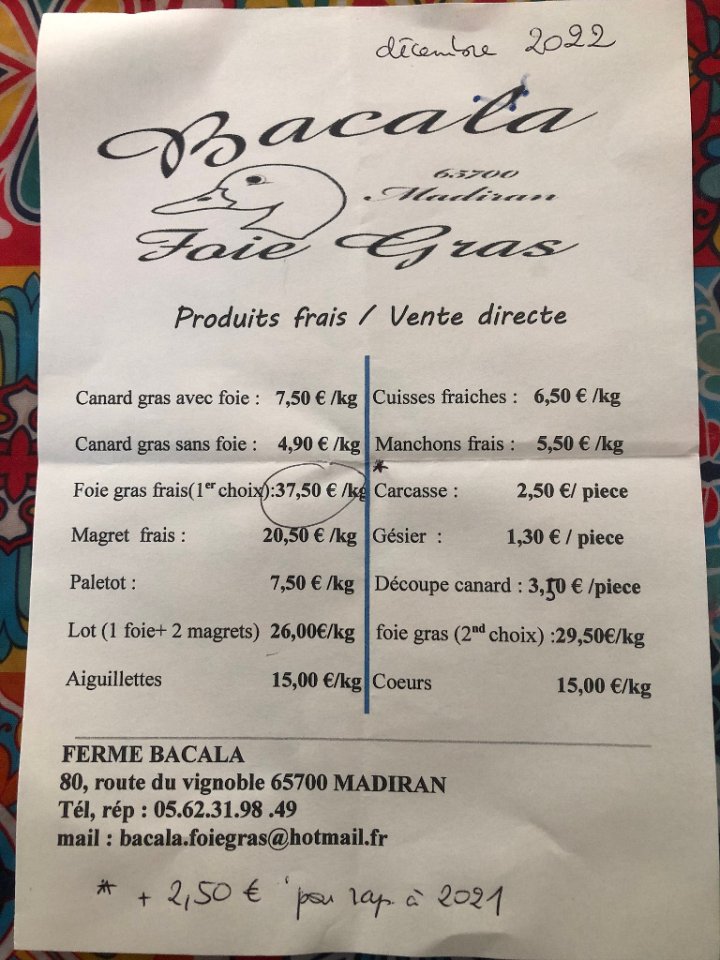 décembre 2022
Bacala
65700
Madiran
Foie Gras
Produits frais / Vente directe
Canard gras avec foie : 7,50 € /kg
Canard gras sans foie : 4,90 € /kg
Foie gras frais(1er choix):37,50 € /kg *
Magret frais : 20,50 € /kg
Paletot : 7,50 € /kg
Lot (1 foie+ 2 magrets) 26,00€/kg
Aiguillettes 15,00 €/kg
Cuisses fraiches : 6,50 € /kg
Manchons frais : 5,50 € /kg
Carcasse : 2,50 €/ piece
Gésier : 1,30 € / piece
Découpe canard : 3,50 € /piece
foie gras (2nd choix) :29,50€/kg
Coeurs 15,00 €/kg
FERME BACALA
80, route du vignoble 65700 MADIRAN
Tél, rép : 05.62.31.98 .49
mail : bacala.foiegras@hotmail.fr
* + 2,50 € par rap. à 2021